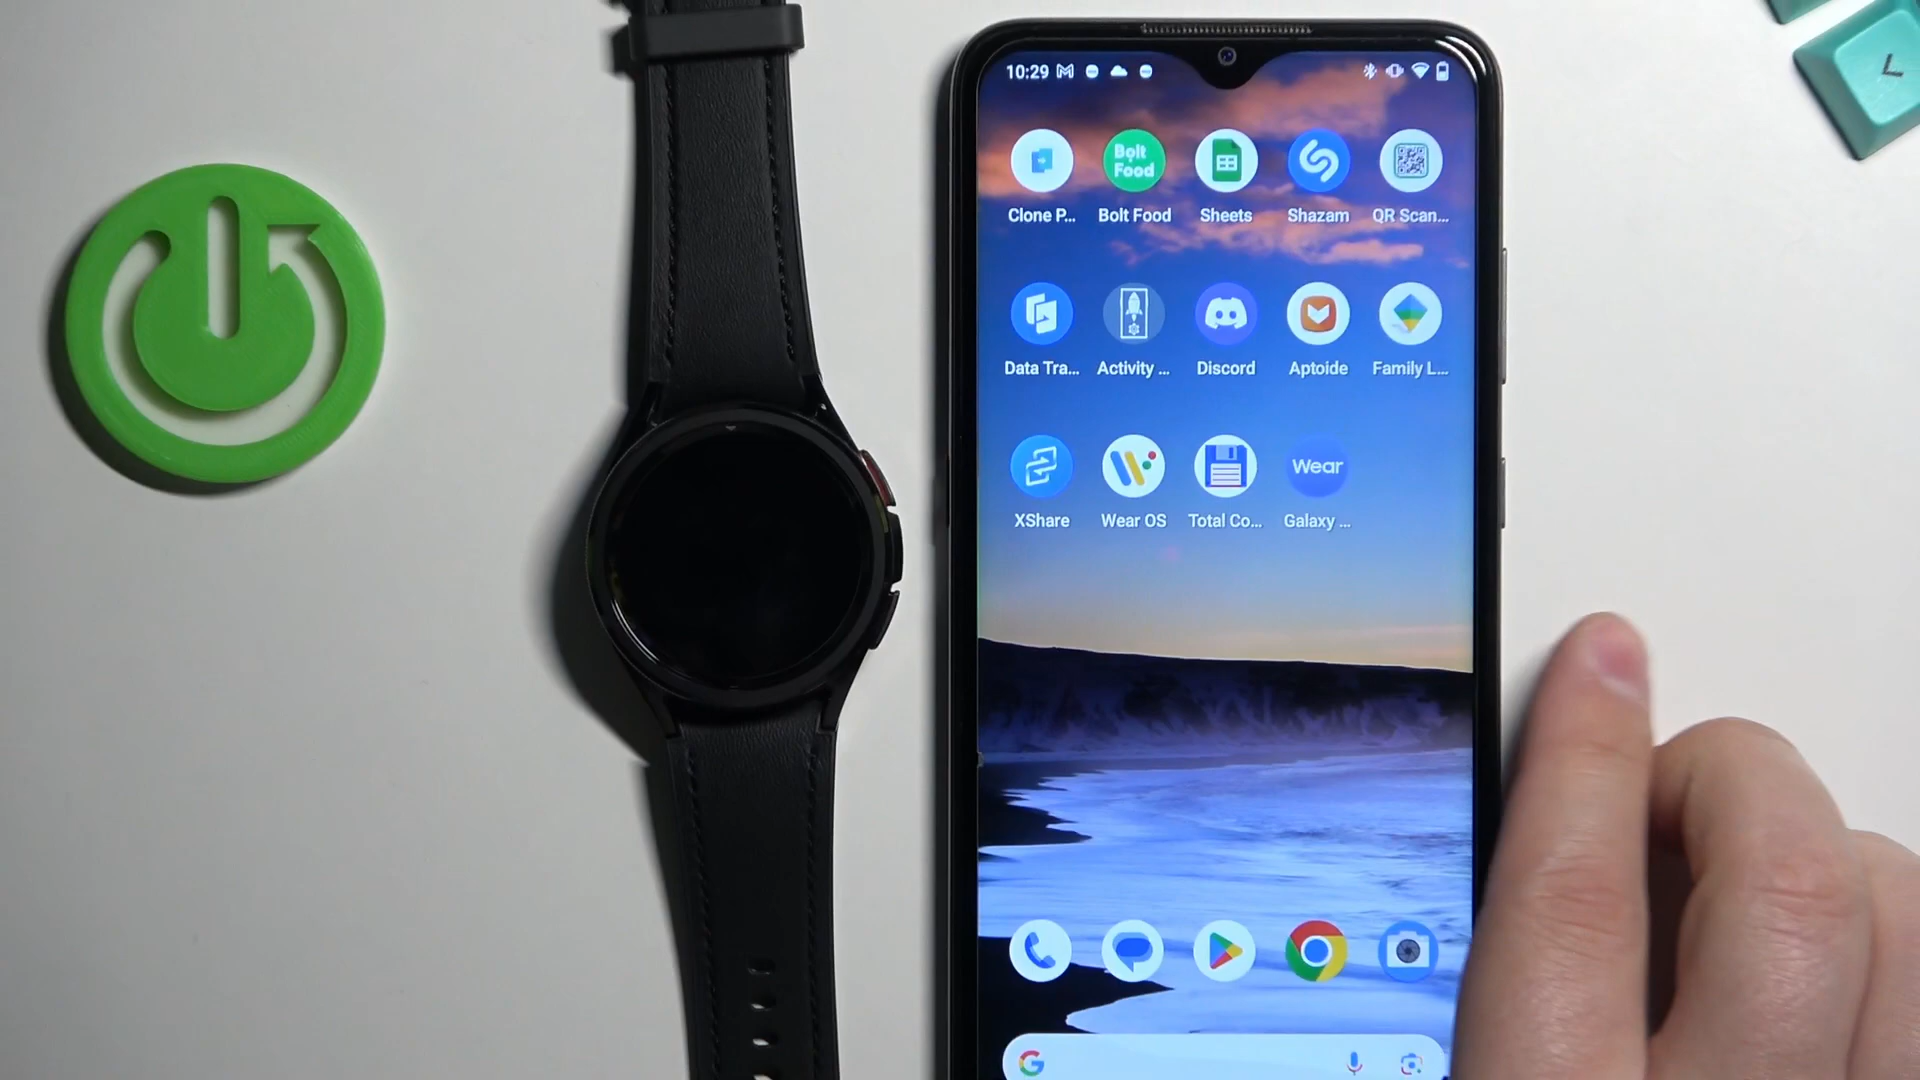 10:29
Bolt
Food
Clone P... Bolt Food Sheets Shazam QR Scan...
Data Tra... Activity ... Discord Aptoide Family L...
Wear
XShare Wear OS Total Co... Galaxy ...